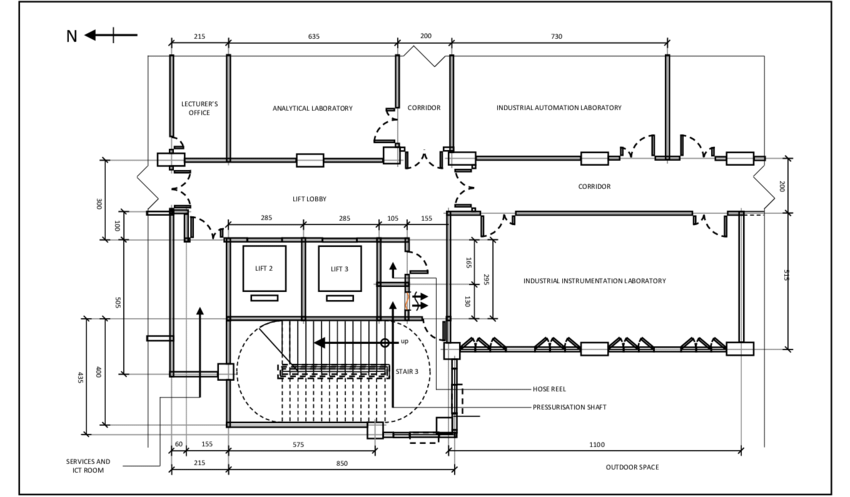 N
215
635
200
730
LECTURER'S
OFFICE
ANALYTICAL LABORATORY
CORRIDOR
INDUSTRIAL AUTOMATION LABORATORY
300
LIFT LOBBY
CORRIDOR
200
100
285
285
105
155
LIFT 2
LIFT 3
165
295
130
INDUSTRIAL INSTRUMENTATION LABORATORY
515
505
up
STAIR 3
435
400
HOSE REEL
PRESSURISATION SHAFT
60
155
575
1100
SERVICES AND
ICT ROOM
215
850
OUTDOOR SPACE